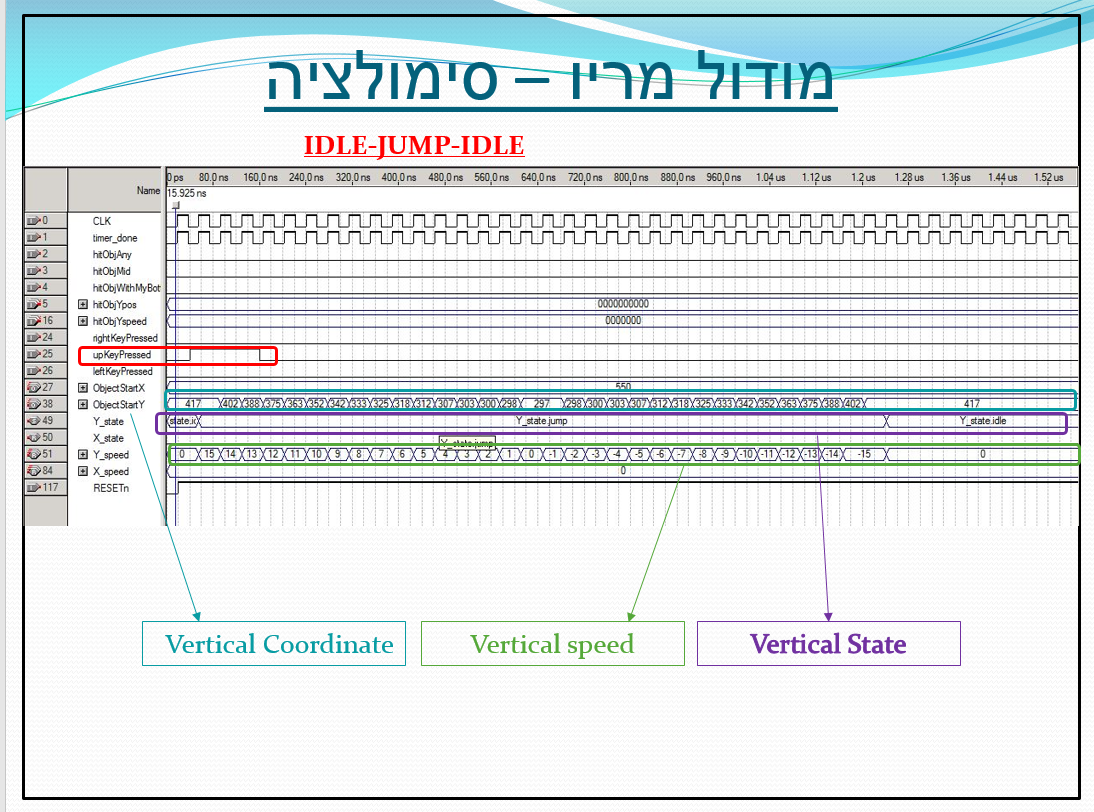 מודול מריו – סימולציה
IDLE-JUMP-IDLE
Name 0 ps 80.0 ns 160.0 ns 240.0 ns 320.0 ns 400.0 ns 480.0 ns 560.0 ns 640.0 ns 720.0 ns 800.0 ns 880.0 ns 960.0 ns 1.04 us 1.12 us 1.2 us 1.28 us 1.36 us 1.44 us 1.52 us
15.925 ns
0 CLK
1 timer_done
2 hitObjAny
3 hitObjMid
4 hitObjWithMyBot
5 hitObjYpos 0000000000
16 hitObjYspeed 0000000
24 rightKeyPressed
25 upKeyPressed
26 leftKeyPressed
27 ObjectStartX 550
38 ObjectStartY 417 402 388 375 363 352 342 333 325 318 312 307 303 300 298 297 298 300 303 307 312 318 325 333 342 352 363 375 388 402 417
49 Y_state Y_state.jump Y_state.idle
50 X_state Y_state.jump
51 Y_speed 0 15 14 13 12 11 10 9 8 7 6 5 4 3 2 1 0 -1 -2 -3 -4 -5 -6 -7 -8 -9 -10 -11 -12 -13 -14 -15 0
84 X_speed 0
117 RESETn
Vertical Coordinate Vertical speed Vertical State